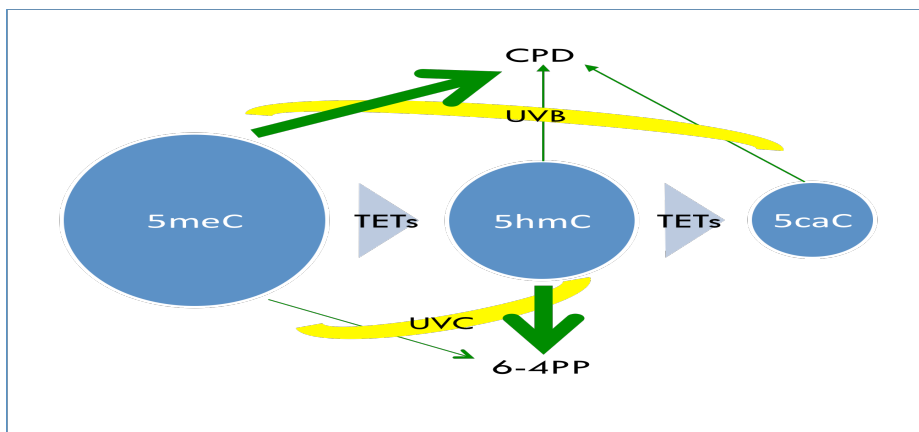 CPD
UVB
5meC
TETs
5hmC
TETs
5caC
UVC
6-4PP